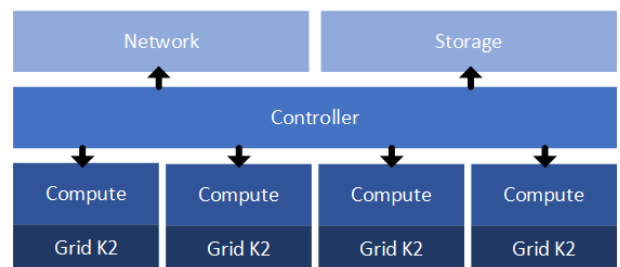 Network Storage
Controller
Compute Compute Compute Compute
Grid K2 Grid K2 Grid K2 Grid K2